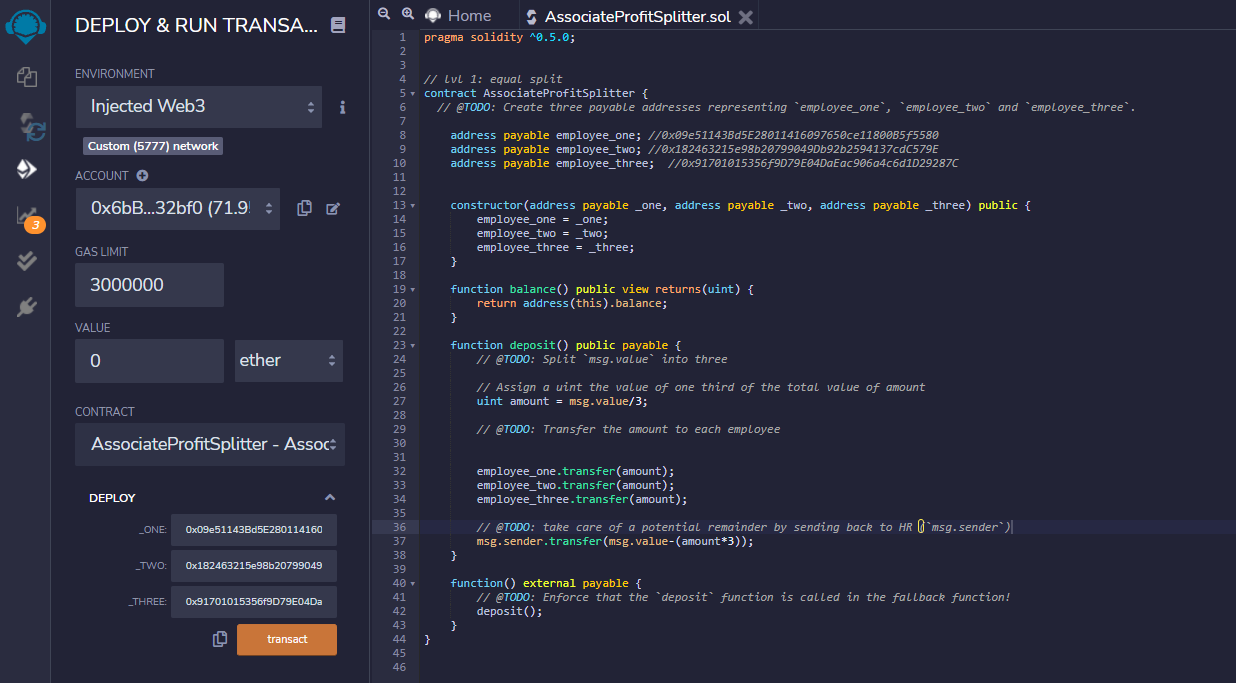 DEPLOY & RUN TRANSA...
ENVIRONMENT
Injected Web3
Custom (5777) network
ACCOUNT
0x6bB...32bf0 (71.9
3
GAS LIMIT
3000000
VALUE
0
ether
CONTRACT
AssociateProfitSplitter - Assoc
DEPLOY
_ONE: 0x09e51143Bd5E280114160
_TWO: 0x182463215e98b20799049
_THREE: 0x91701015356f9D79E04Da
transact
Home
AssociateProfitSplitter.sol
1 pragma solidity ^0.5.0;
2
3
4 // lvl 1: equal split
5 contract AssociateProfitSplitter {
6 // @TODO: Create three payable addresses representing `employee_one`, `employee_two` and `employee_three`.
7
8 address payable employee_one; //0x09e51143Bd5E28011416097650ce11800B5f5580
9 address payable employee_two; //0x182463215e98b20799049Db92b2594137cdC579E
10 address payable employee_three; //0x91701015356f9D79E04DaEac906a4c6d1D29287C
11
12
13 constructor(address payable _one, address payable _two, address payable _three) public {
14 employee_one = _one;
15 employee_two = _two;
16 employee_three = _three;
17 }
18
19 function balance() public view returns(uint) {
20 return address(this).balance;
21 }
22
23 function deposit() public payable {
24 // @TODO: Split `msg.value` into three
25
26 // Assign a uint the value of one third of the total value of amount
27 uint amount = msg.value/3;
28
29 // @TODO: Transfer the amount to each employee
30
31
32 employee_one.transfer(amount);
33 employee_two.transfer(amount);
34 employee_three.transfer(amount);
35
36 // @TODO: take care of a potential remainder by sending back to HR (`msg.sender`)
37 msg.sender.transfer(msg.value-(amount*3));
38 }
39
40 function() external payable {
41 // @TODO: Enforce that the `deposit` function is called in the fallback function!
42 deposit();
43 }
44 }
45
46